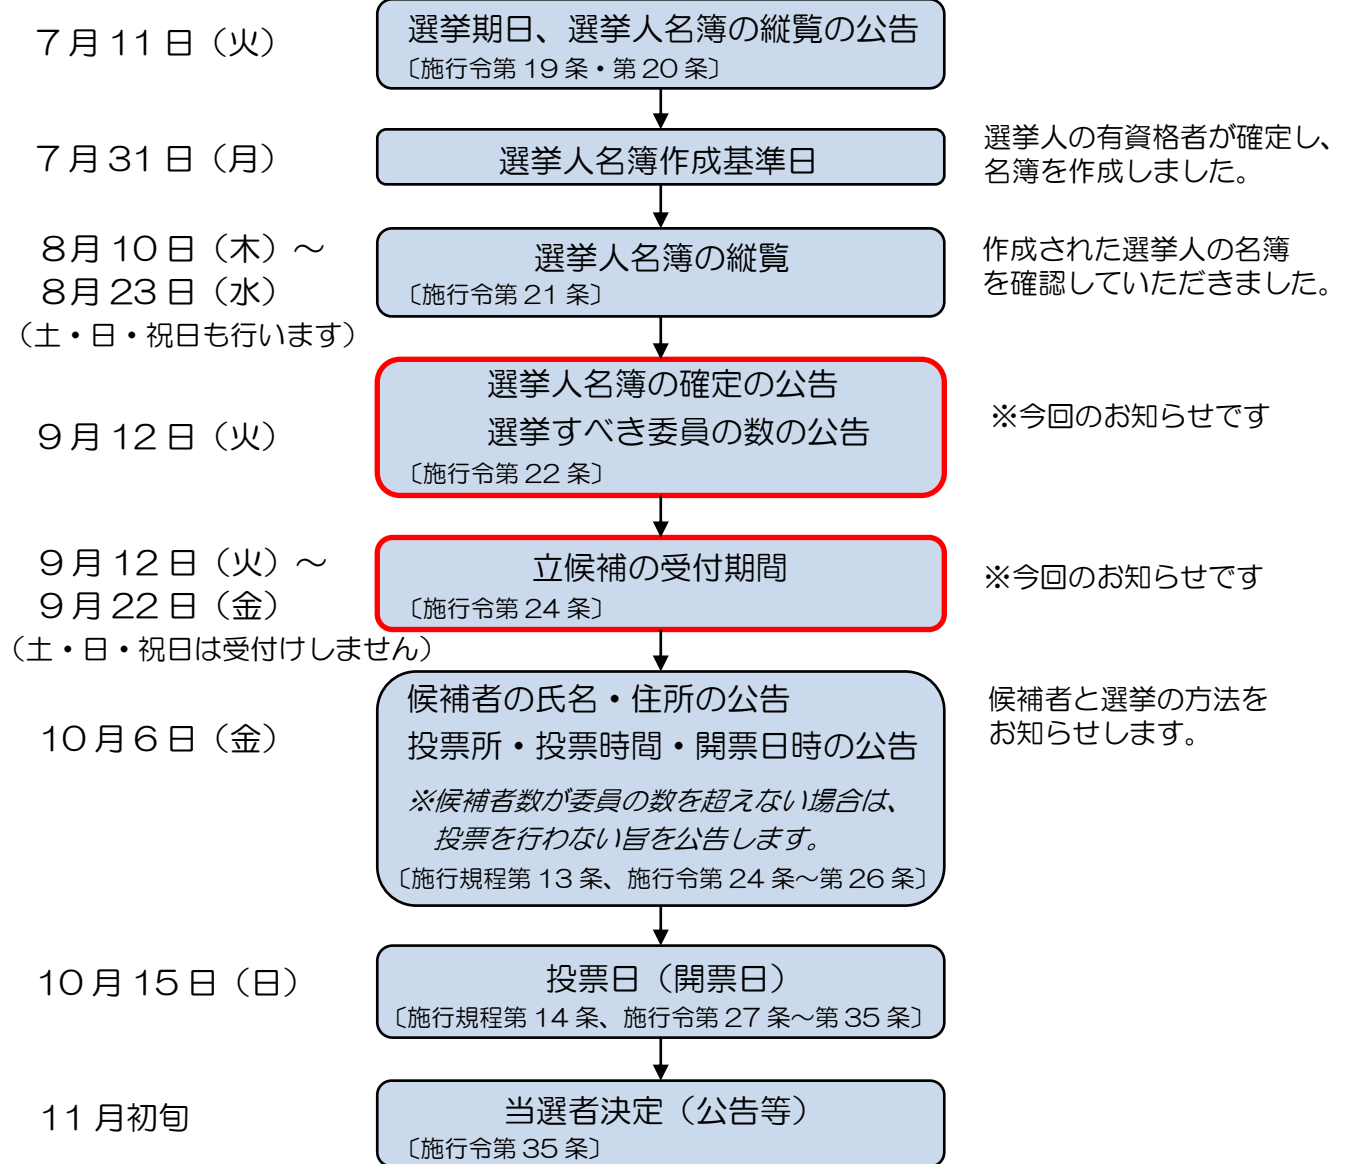 7月11日（火）
選挙期日、選挙人名簿の縦覧の公告
〔施行令第19条・第20条〕
7月31日（月）
選挙人名簿作成基準日
選挙人の有資格者が確定し、
名簿を作成しました。
8月10日（木）～
8月23日（水）
（土・日・祝日も行います）
選挙人名簿の縦覧
〔施行令第21条〕
作成された選挙人の名簿
を確認していただきました。
9月12日（火）
選挙人名簿の確定の公告
選挙すべき委員の数の公告
〔施行令第22条〕
※今回のお知らせです
9月12日（火）～
9月22日（金）
（土・日・祝日は受付けしません）
立候補の受付期間
〔施行令第24条〕
※今回のお知らせです
10月6日（金）
候補者の氏名・住所の公告
投票所・投票時間・開票日時の公告
※候補者数が委員の数を超えない場合は、
投票を行わない旨を公告します。
〔施行規程第13条、施行令第24条～第26条〕
候補者と選挙の方法を
お知らせします。
10月15日（日）
投票日（開票日）
〔施行規程第14条、施行令第27条～第35条〕
11月初旬
当選者決定（公告等）
〔施行令第35条〕